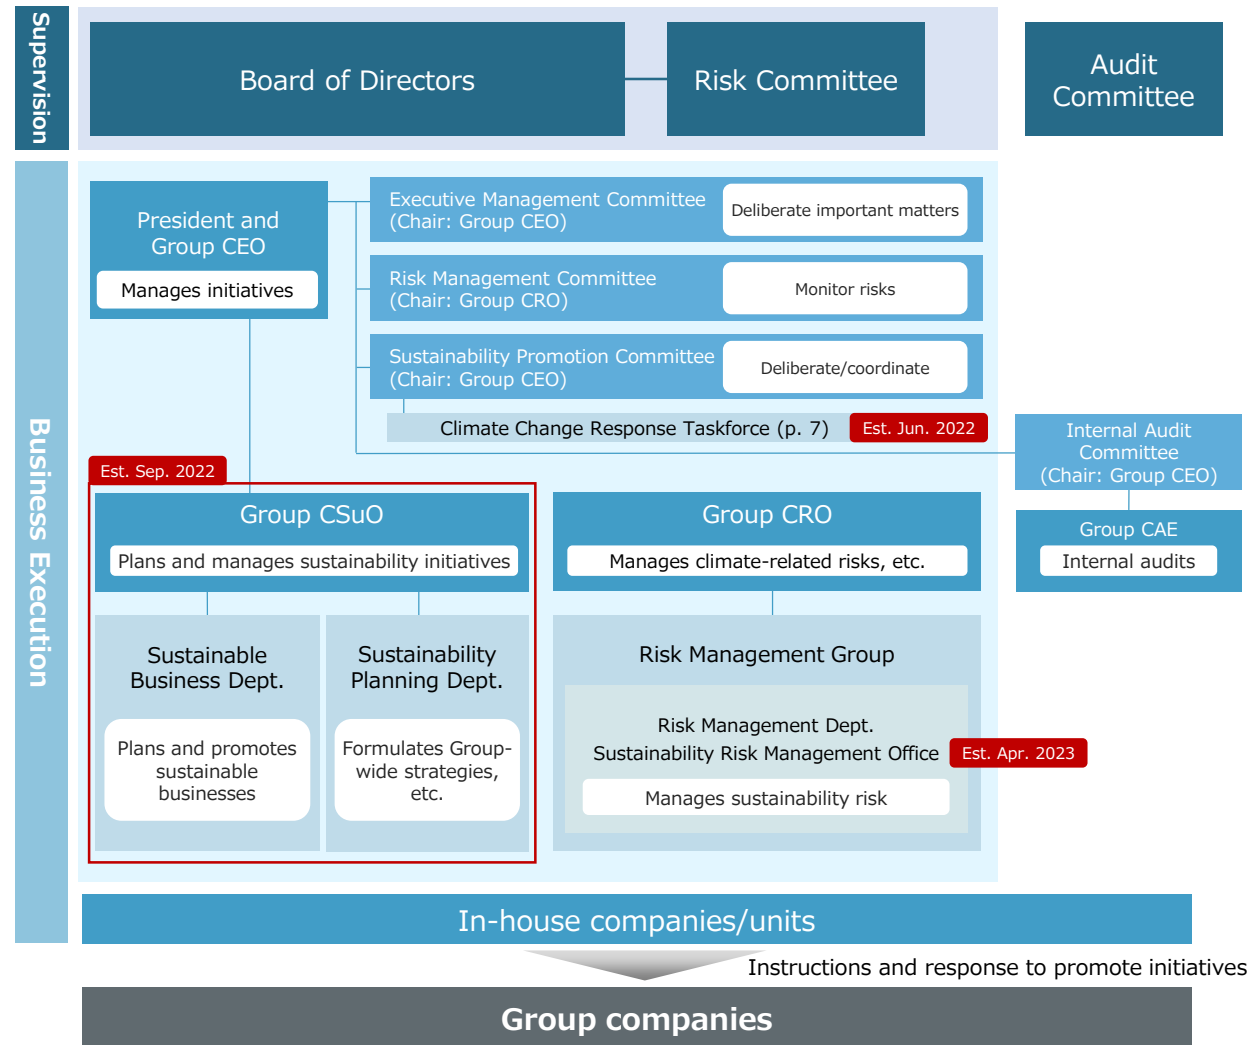 Supervision
Board of Directors
Risk Committee
Audit
Committee
Business Execution
President and
Group CEO
Manages initiatives
Executive Management Committee
(Chair: Group CEO)
Deliberate important matters
Risk Management Committee
(Chair: Group CRO)
Monitor risks
Sustainability Promotion Committee
(Chair: Group CEO)
Deliberate/coordinate
Climate Change Response Taskforce (p. 7)
Est. Jun. 2022
Internal Audit
Committee
(Chair: Group CEO)
Group CAE
Internal audits
Est. Sep. 2022
Group CSuO
Plans and manages sustainability initiatives
Group CRO
Manages climate-related risks, etc.
Sustainable
Business Dept.
Plans and promotes
sustainable
businesses
Sustainability
Planning Dept.
Formulates Group-
wide strategies,
etc.
Risk Management Group
Risk Management Dept.
Sustainability Risk Management Office
Est. Apr. 2023
Manages sustainability risk
In-house companies/units
Instructions and response to promote initiatives
Group companies